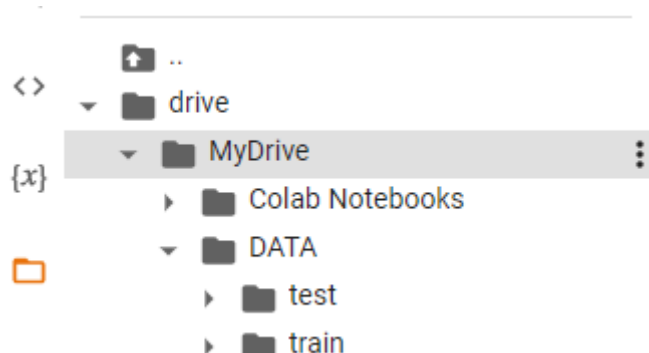 ..
<>
drive
MyDrive
{x}
Colab Notebooks
DATA
test
train